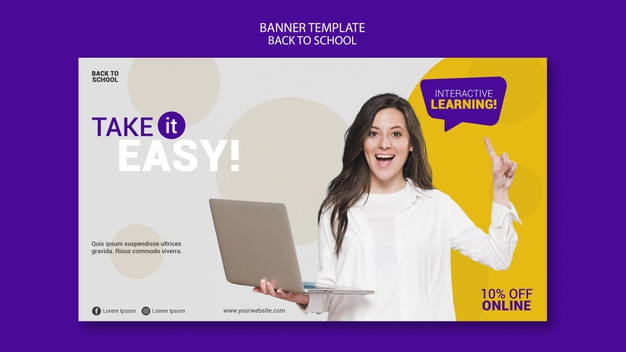 BANNER TEMPLATE
BACK TO SCHOOL
BACK TO
SCHOOL
TAKE it
EASY!
INTERACTIVE
LEARNING!
Quis ipsum suspendisse ultrices
gravida. Risus commodo viverra.
10% OFF
ONLINE
Lorem Ipsum
Lorem Ipsum
www.yourwebsite.com